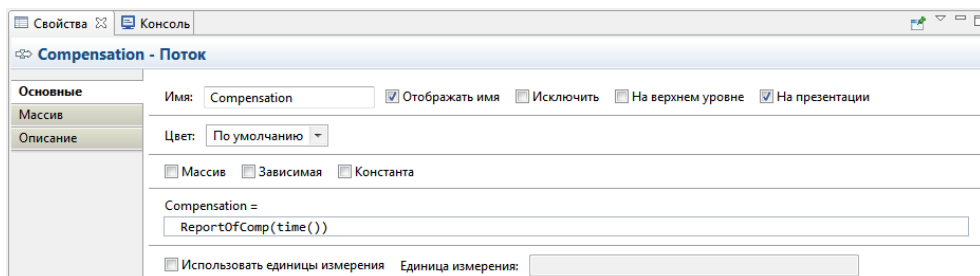 Свойства Консоль
Compensation - Поток
Основные
Массив
Описание
Имя: Compensation Отображать имя Исключить На верхнем уровне На презентации
Цвет: По умолчанию
Массив Зависимая Константа
Compensation =
ReportOfComp(time())
Использовать единицы измерения Единица измерения: